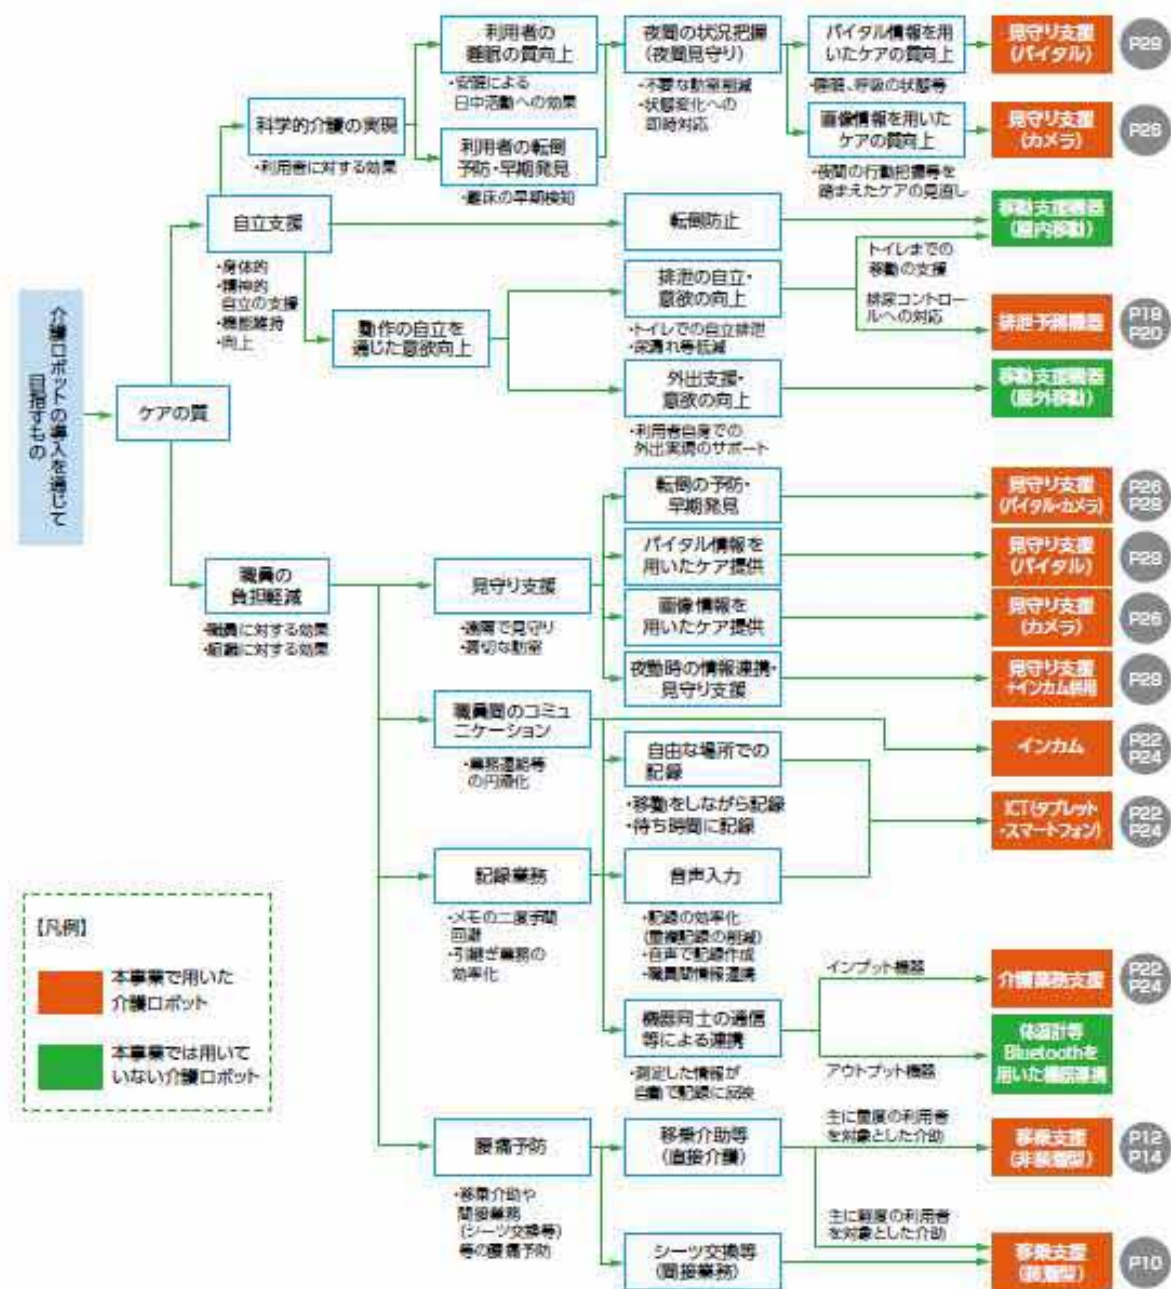 介護ロボットの導入を通じて
目指すもの
ケアの質
自立支援
・身体的
・精神的
自立の支援
・機能維持
・向上
科学的介護の実現
・利用者に対する効果
利用者の
睡眠の質向上
・安眠による
日中活動への効果
利用者の転倒
予防・早期発見
・離床の早期検知
夜間の状況把握
(夜間見守り)
・不要な訪室削減
・状態変化への
即時対応
バイタル情報を用
いたケアの質向上
・睡眠、呼吸の状態等
画像情報を用いた
ケアの質向上
・夜間の行動把握等を
踏まえたケアの見直し
見守り支援
(バイタル)
見守り支援
(カメラ)
転倒防止
移動支援機器
(屋内移動)
動作の自立を
通じた意欲向上
排泄の自立・
意欲の向上
・トイレでの自立排泄
・尿漏れ等低減
トイレまでの
移動の支援
排尿コントロー
ルへの対応
排泄予測機器
P18
P20
外出支援・
意欲の向上
・利用者自身での
外出実現のサポート
移動支援機器
(屋外移動)
職員の
負担軽減
・職員に対する効果
・組織に対する効果
見守り支援
・遠隔で見守り
・適切な訪室
転倒の予防・
早期発見
見守り支援
(バイタル・カメラ)
P26
P28
バイタル情報を
用いたケア提供
見守り支援
(バイタル)
P28
画像情報を
用いたケア提供
見守り支援
(カメラ)
P26
夜勤時の情報連携・
見守り支援
見守り支援
+インカム併用
P28
職員間のコミュ
ニケーション
・業務連絡等
の円滑化
インカム
P22
P24
記録業務
・メモの二度手間
回避
・引継ぎ業務の
効率化
自由な場所での
記録
・移動をしながら記録
・待ち時間に記録
音声入力
・記録の効率化
(重複記録の削減)
・音声で記録作成
・職員間情報連携
ICT(タブレット
・スマートフォン)
P22
P24
機器同士の通信
等による連携
・測定した情報が
自動で記録に反映
インプット機器
アウトプット機器
介護業務支援
P22
P24
体温計等
Bluetoothを
用いた機器連携
腰痛予防
・移乗介助や
間接業務
(シーツ交換等)
等の腰痛予防
移乗介助等
(直接介護)
主に重度の利用者
を対象とした介助
移乗支援
(非装着型)
P12
P14
主に軽度の利用者
を対象とした介助
シーツ交換等
(間接業務)
移乗支援
(装着型)
P10
【凡例】
本事業で用いた
介護ロボット
本事業では用いて
いない介護ロボット